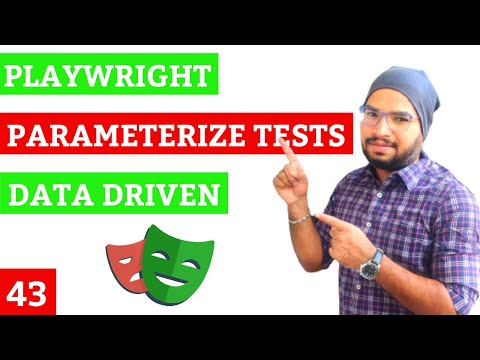 PLAYWRIGHT
PARAMETERIZE TESTS
DATA DRIVEN
43